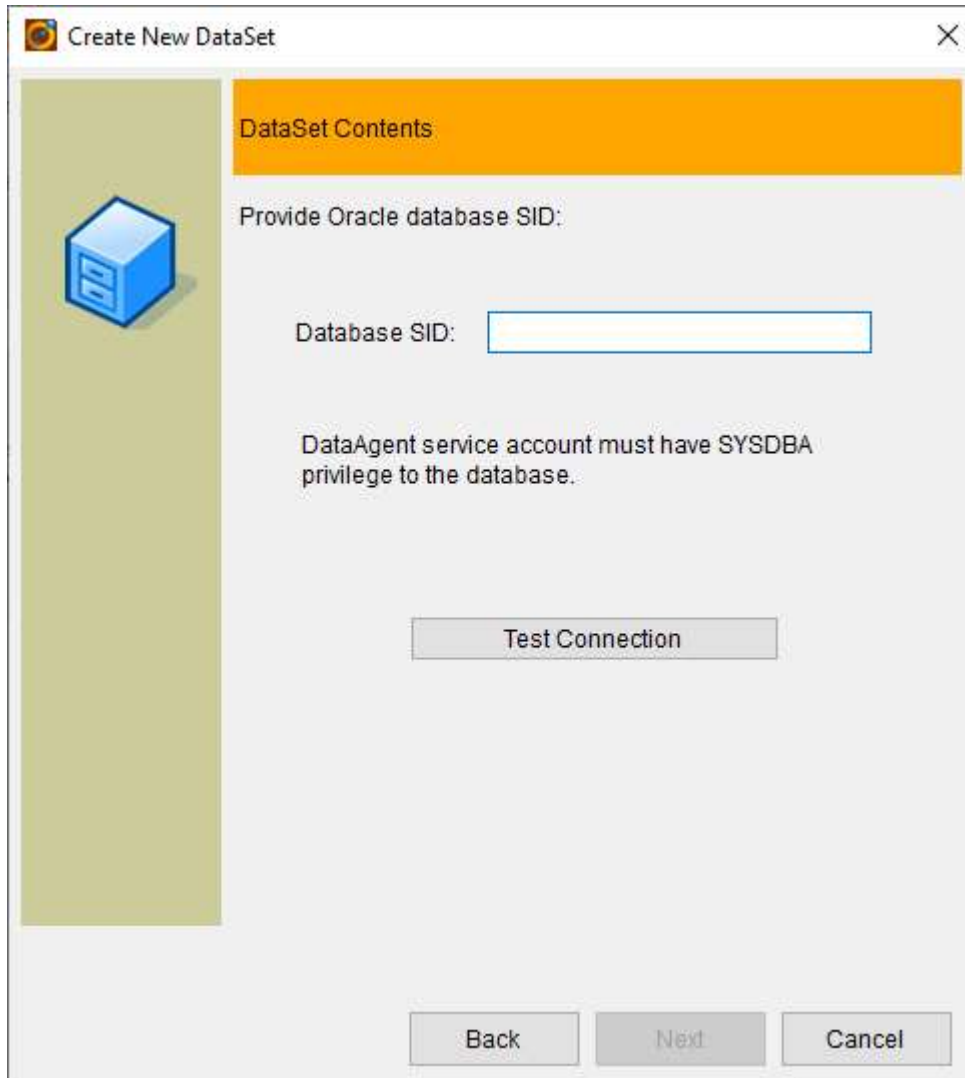 Create New DataSet
DataSet Contents
Provide Oracle database SID:
Database SID:
DataAgent service account must have SYSDBA
privilege to the database.
Test Connection
Back Next Cancel